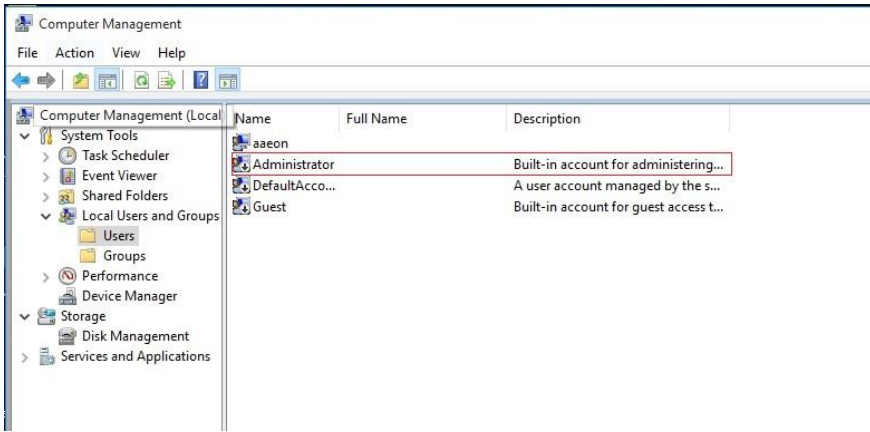 Computer Management
File Action View Help
Computer Management (Local
System Tools
Task Scheduler
Event Viewer
Shared Folders
Local Users and Groups
Users
Groups
Performance
Device Manager
Storage
Disk Management
Services and Applications
Name Full Name Description
aaeon
Administrator Built-in account for administering...
DefaultAcco... A user account managed by the s...
Guest Built-in account for guest access t...